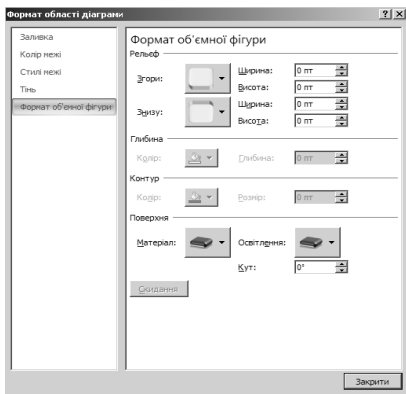 Формат області діаграми
Заливка
Колір межі
Стилі межі
Тінь
Формат об'ємної фігури
Формат об'ємної фігури
Рельєф
Згори:
Ширина: 0 пт
Висота: 0 пт
Знизу:
Ширина: 0 пт
Висота: 0 пт
Глибина
Колір:
Глибина: 0 пт
Контур
Колір:
Розмір: 0 пт
Поверхня
Матеріал:
Освітлення:
Кут: 0°
Скидання
Закрити